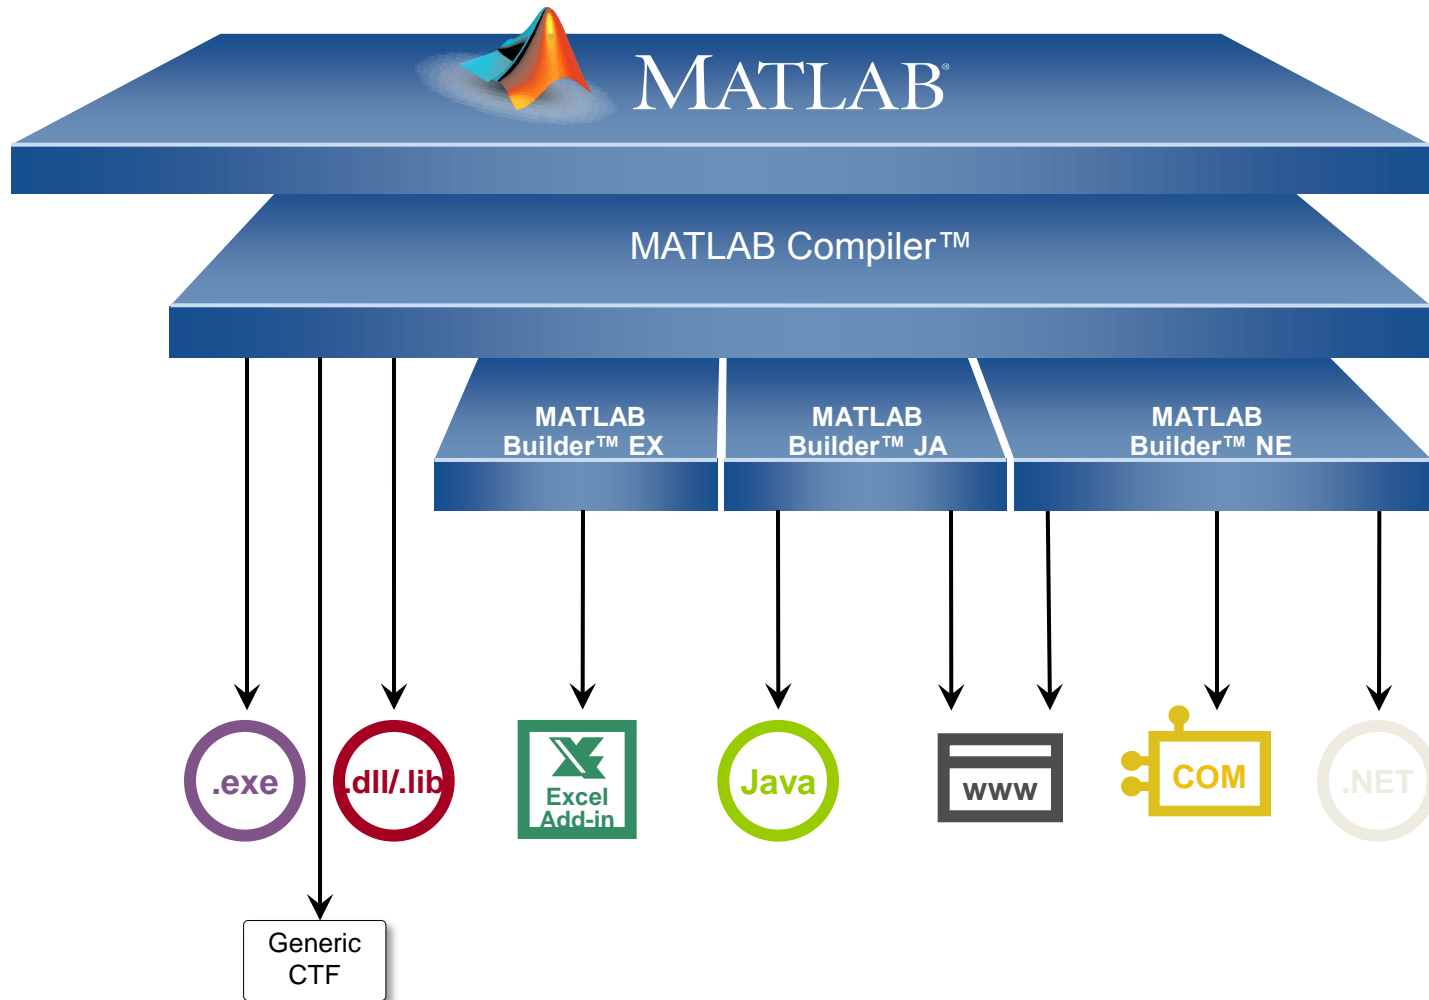 MATLAB®
MATLAB Compiler™
MATLAB
Builder™ EX
MATLAB
Builder™ JA
MATLAB
Builder™ NE
.exe
.dll/.lib
Excel
Add-in
Java
www
COM
.NET
Generic
CTF